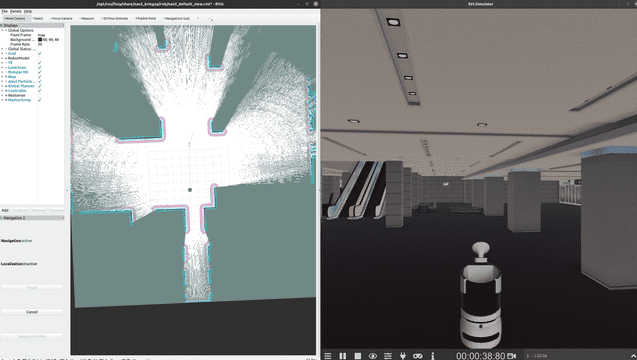 /opt/ros/foxy/share/nav2_bringup/rviz/nav2_default_view.rviz* - RViz
SVL Simulator
File Panels Help
Move Camera Select Focus Camera Measure 2D Pose Estimate Publish Point Navigation2 Goal
Displays
Global Options
Fixed Frame map
Background ... 48; 48; 48
Frame Rate 30
Global Status: ...
Grid
RobotModel
TF
LaserScan
Bumper Hit
Map
Amcl Particle ...
Global Planner
Controller
Realsense
MarkerArray
Add
Navigation 2
Navigation:active
Localization:inactive
Cancel
00:00:38:80